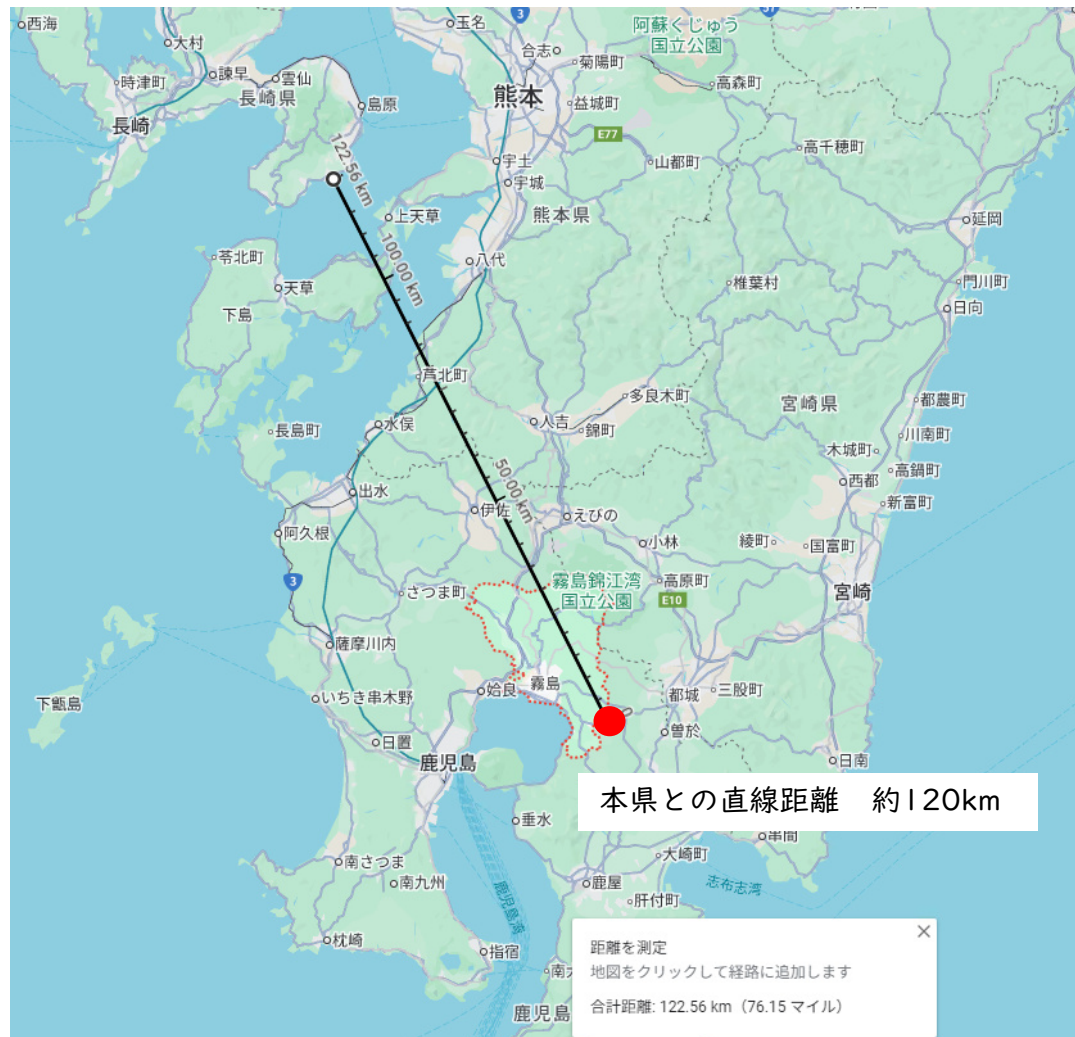 西海
玉名
3
阿蘇くじゅう
国立公園
大村
合志
菊陽町
時津町
諫早
雲仙
高森町
長崎県
島原
熊本
益城町
長崎
E77
122.56 km
高千穂町
宇土
山都町
宇城
上天草
熊本県
延岡
苓北町
100.00 km
八代
天草
椎葉村
門川町
下島
日向
芦北町
多良木町
宮崎県
都農町
長島町
水俣
人吉
錦町
川南町
木城町
50.00 km
高鍋町
出水
西都
伊佐
えびの
新富町
阿久根
小林
綾町
国富町
3
さつま町
霧島錦江湾
国立公園
高原町
E10
宮崎
薩摩川内
下甑島
いちき串木野
姶良
霧島
都城
三股町
日置
曽於
鹿児島
日南
本県との直線距離　約120km
垂水
串間
南さつま
大崎町
南九州
鹿屋
志布志湾
鹿児島湾
肝付町
枕崎
指宿
距離を測定
地図をクリックして経路に追加します
合計距離: 122.56 km（76.15 マイル）
鹿児島